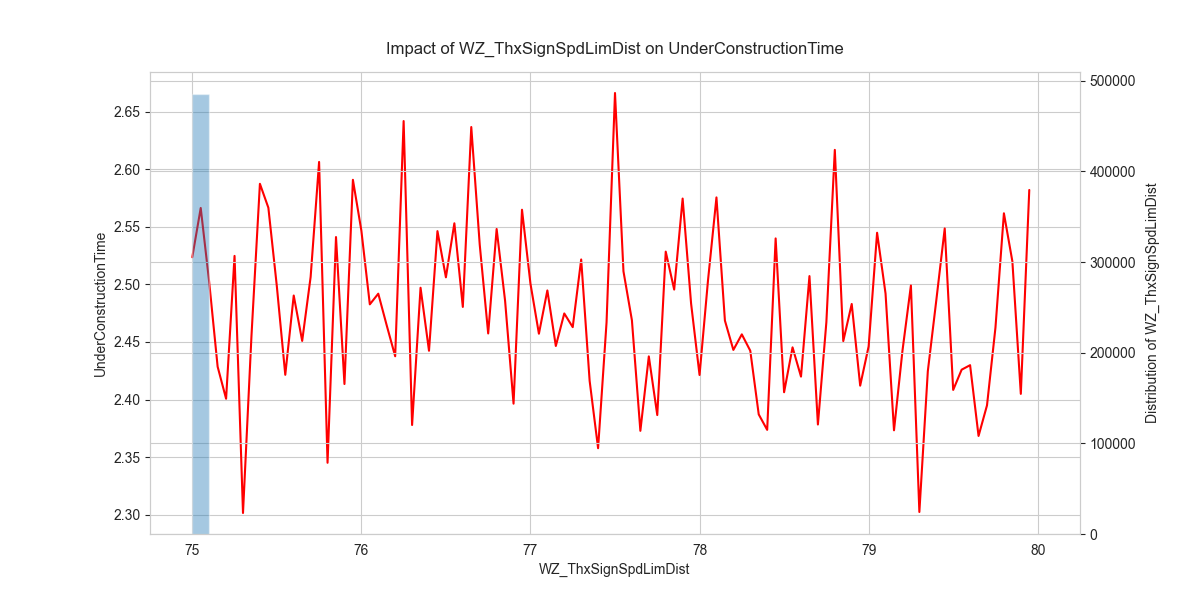 Impact of WZ_ThxSignSpdLimDist on UnderConstructionTime
UnderConstructionTime
2.65
2.60
2.55
2.50
2.45
2.40
2.35
2.30
500000
400000
300000
200000
100000
0
Distribution of WZ_ThxSignSpdLimDist
75 76 77 78 79 80
WZ_ThxSignSpdLimDist